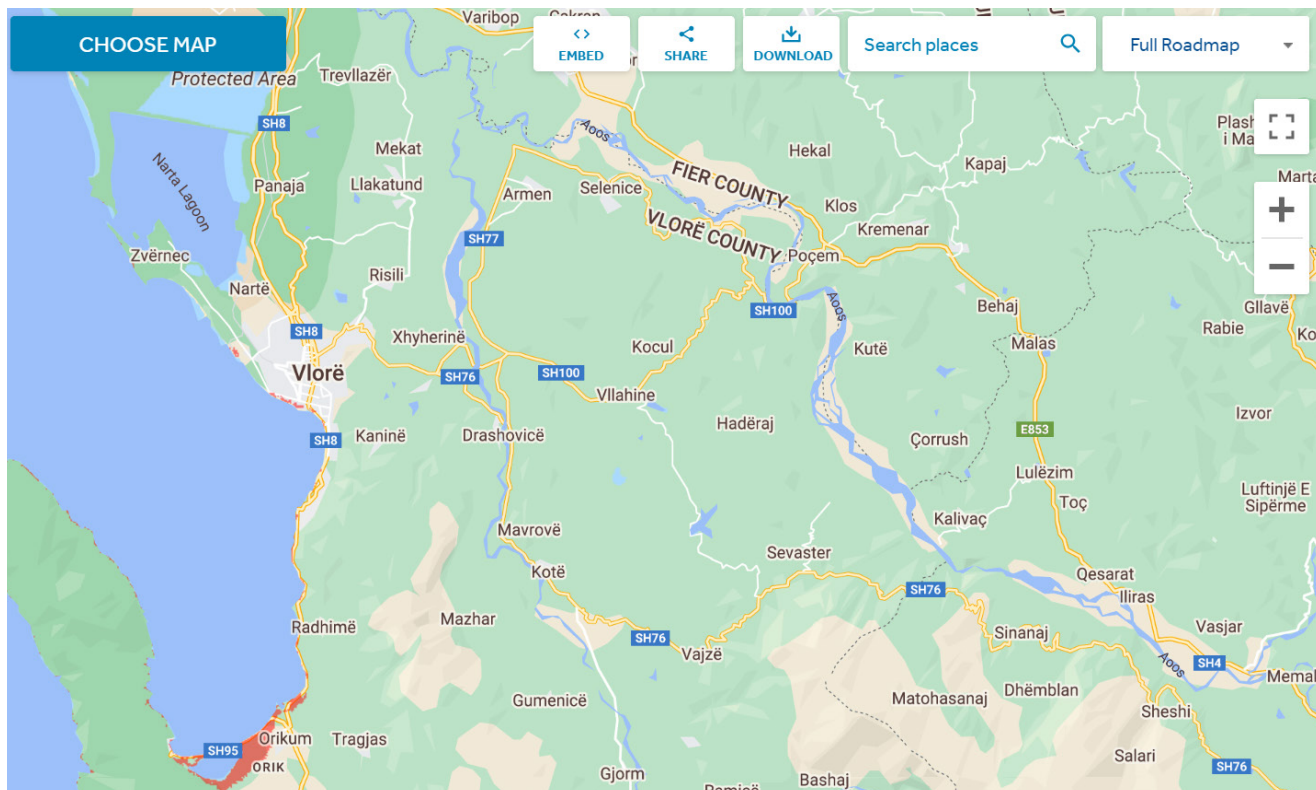 CHOOSE MAP
EMBED
SHARE
DOWNLOAD
Search places
Full Roadmap
Varibop
Cakran
Protected Area
Trevllazër
SH8
Aoos
Mekat
Hekal
Kapaj
Narta Lagoon
Panaja
Llakatund
Armen
Selenice
FIER COUNTY
VLORË COUNTY
Klos
Kremenar
SH77
Zvërnec
Risili
Poçem
Nartë
SH100
Aoos
Behaj
Gllavë
Rabie
SH8
Xhyherinë
Kocul
Kutë
Malas
Vlorë
SH76
SH100
Vllahine
Izvor
Hadëraj
E853
SH8
Kaninë
Drashovicë
Çorrush
Lulëzim
Luftinjë E
Sipërme
Toç
Kalivaç
Mavrovë
Sevaster
Kotë
Qesarat
SH76
Iliras
Mazhar
Radhimë
Vasjar
SH76
Sinanaj
Vajzë
Aoos
SH4
Memal
Gumenicë
Matohasanaj
Dhëmblan
Sheshi
Orikum
Tragjas
SH95
ORIK
Salari
SH76
Gjorm
Bashaj